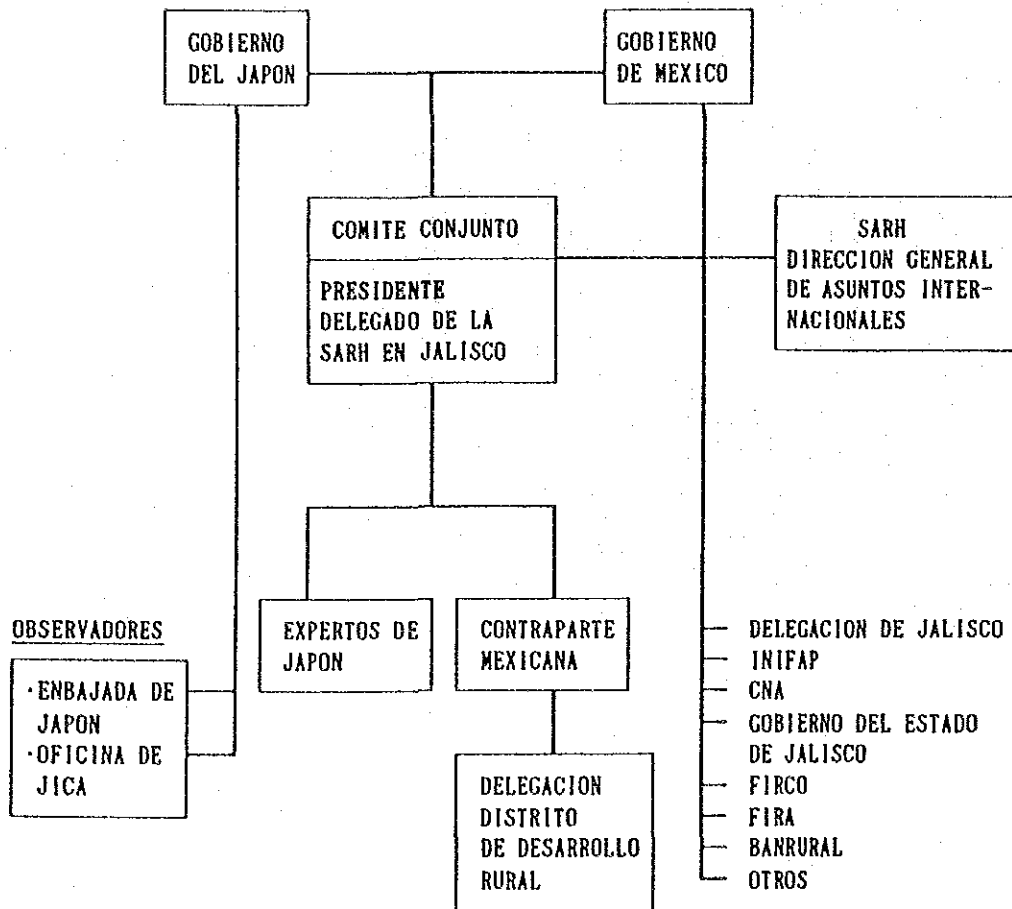 GOBIERNO
DEL JAPON
GOBIERNO
DE MEXICO
COMITE CONJUNTO
PRESIDENTE
DELEGADO DE LA
SARH EN JALISCO
SARH
DIRECCION GENERAL
DE ASUNTOS INTER-
NACIONALES
OBSERVADORES
·ENBAJADA DE
JAPON
·OFICINA DE
JICA
EXPERTOS DE
JAPON
CONTRAPARTE
MEXICANA
DELEGACION
DISTRITO
DE DESARROLLO
RURAL
DELEGACION DE JALISCO
INIFAP
CNA
GOBIERNO DEL ESTADO
DE JALISCO
FIRCO
FIRA
BANRURAL
OTROS